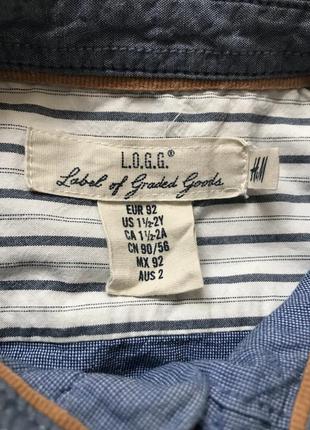 L.O.G.G.®
Label of Graded Goods
H&M
EUR 92
US 1½-2Y
CA 1½-2A
CN 90/56
MX 92
AUS 2